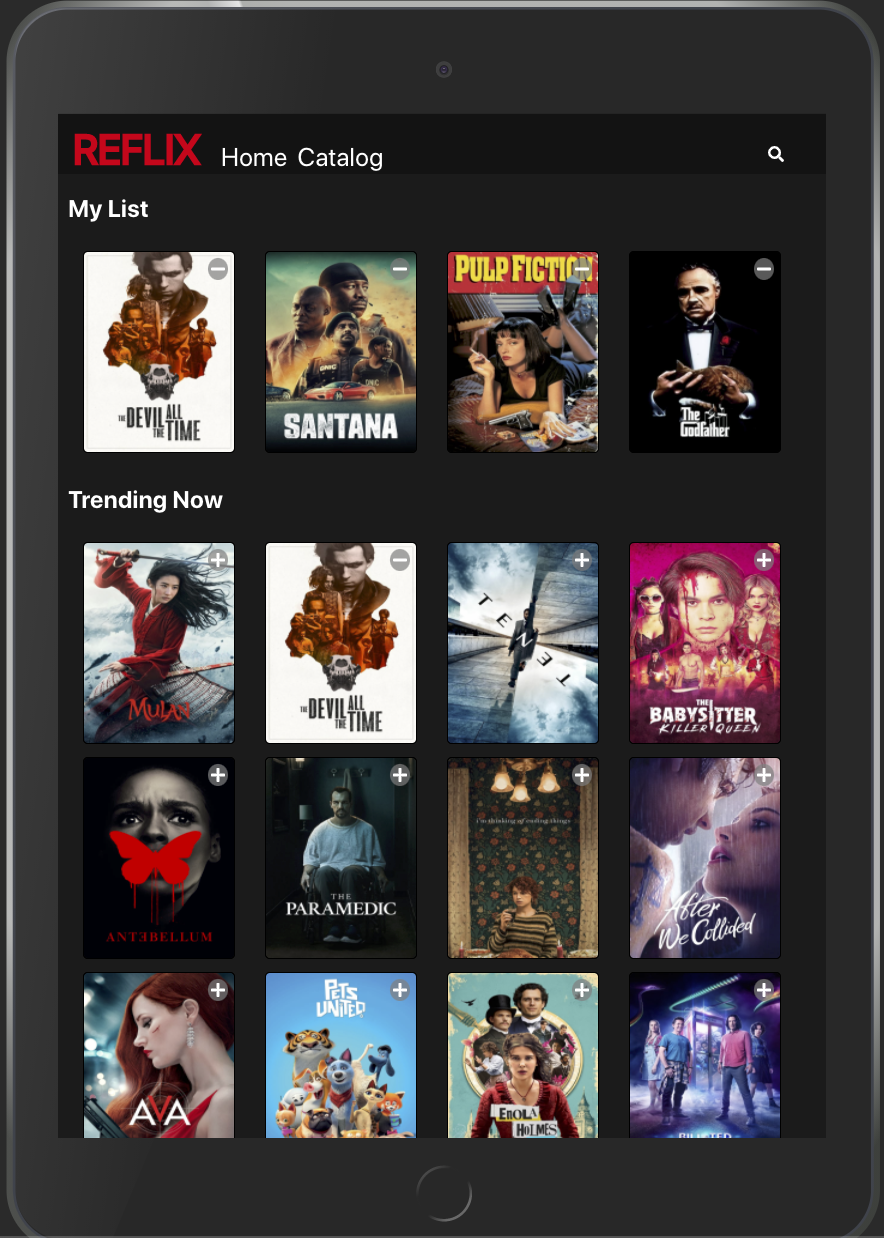 REFLIX Home Catalog
My List
THE DEVIL ALL
THE TIME
SANTANA
PULP FICTION
The
Godfather
Trending Now
MULAN
THE DEVIL ALL
THE TIME
TENET
THE
BABYSITTER
KILLER QUEEN
ANTEBELLUM
THE
PARAMEDIC
i'm thinking of ending things
After
We Collided
AVA
PETS
UNITED
ENOLA
HOLMES